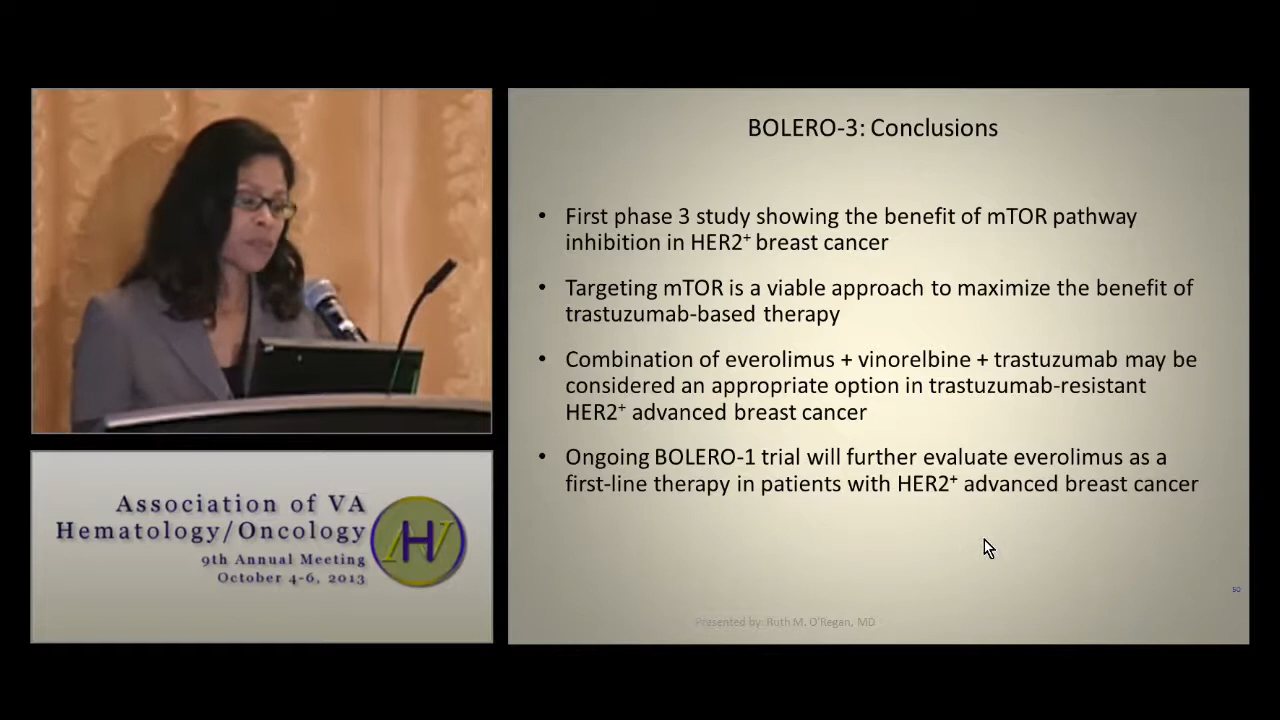 BOLERO-3: Conclusions
• First phase 3 study showing the benefit of mTOR pathway
inhibition in HER2⁺ breast cancer
• Targeting mTOR is a viable approach to maximize the benefit of
trastuzumab-based therapy
• Combination of everolimus + vinorelbine + trastuzumab may be
considered an appropriate option in trastuzumab-resistant
HER2⁺ advanced breast cancer
• Ongoing BOLERO-1 trial will further evaluate everolimus as a
first-line therapy in patients with HER2⁺ advanced breast cancer
50
Presented by: Ruth M. O'Regan, MD
Association of VA
Hematology/Oncology
9th Annual Meeting
October 4-6, 2013
H